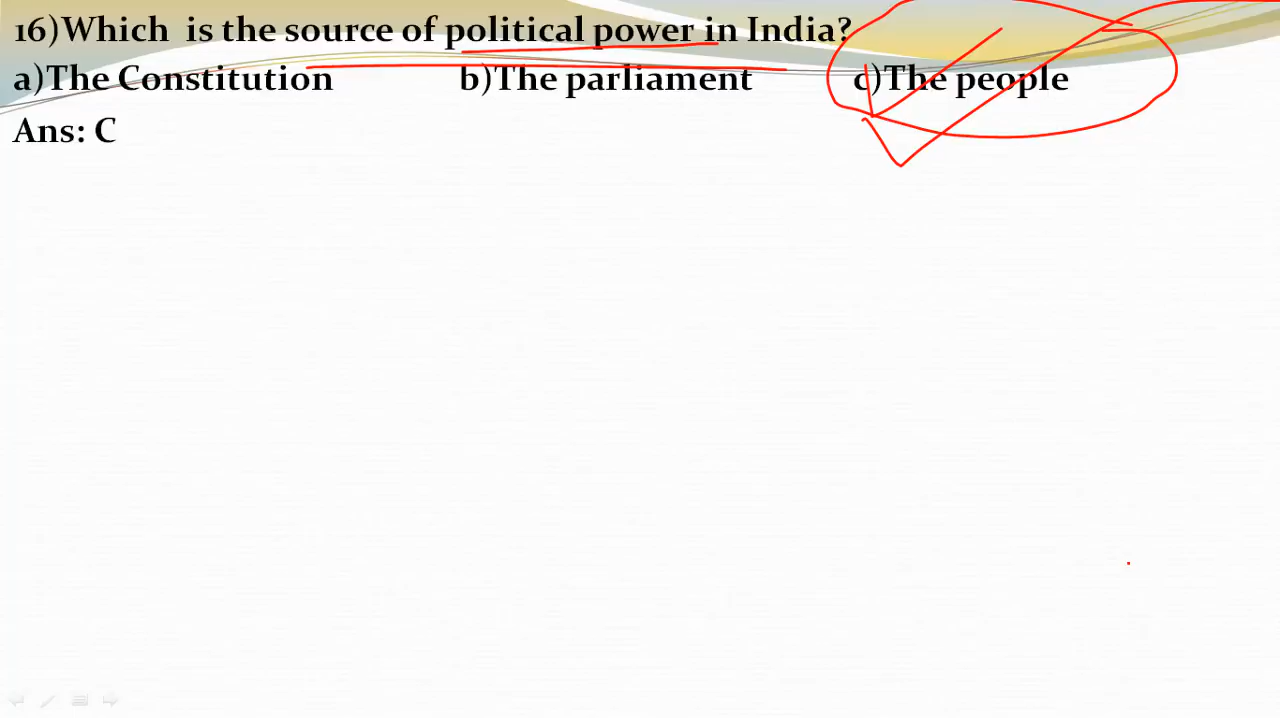 16)Which is the source of political power in India?
a)The Constitution b)The parliament c)The people
Ans: C